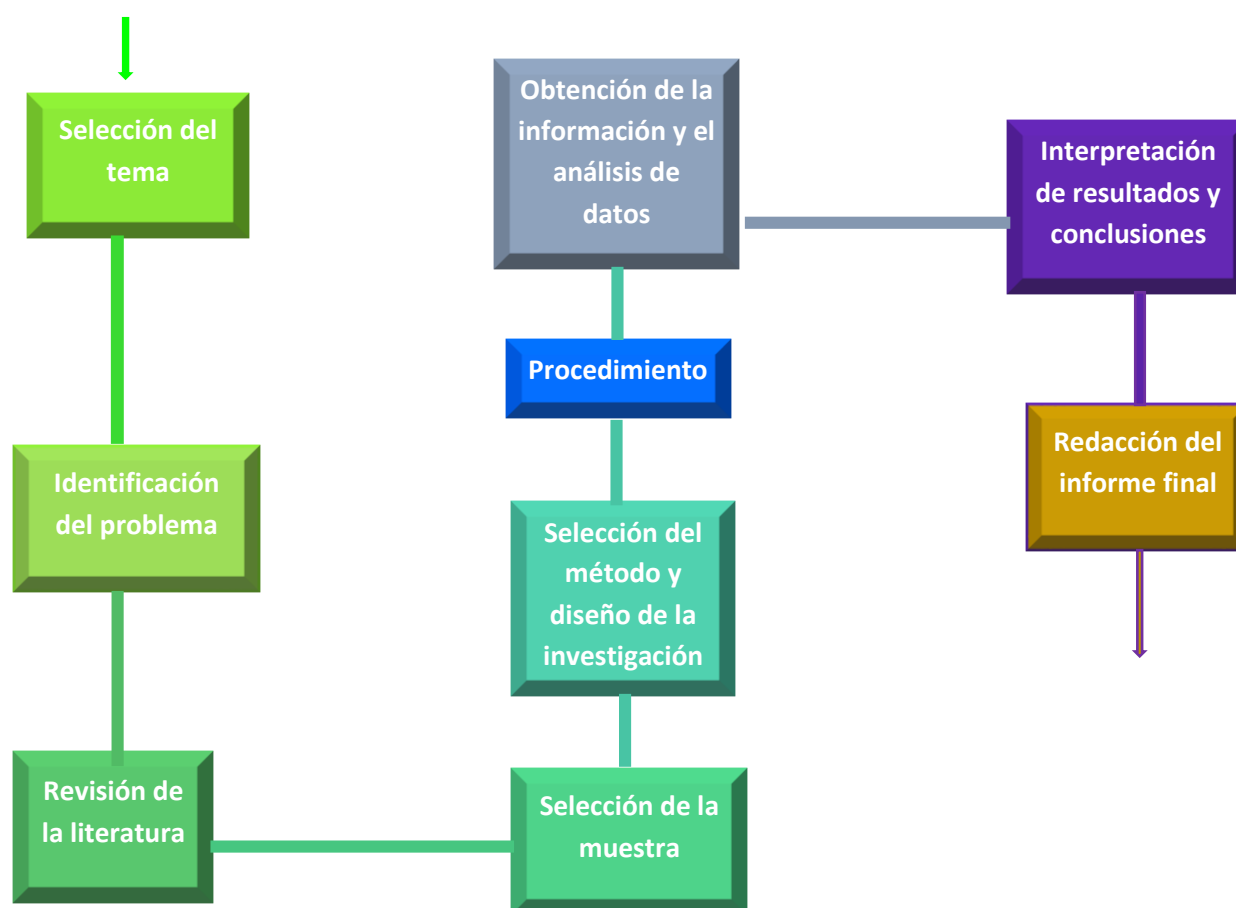 Selección del
tema
Identificación
del problema
Revisión de
la literatura
Selección de la
muestra
Selección del
método y
diseño de la
investigación
Procedimiento
Obtención de la
información y el
análisis de
datos
Interpretación
de resultados y
conclusiones
Redacción del
informe final